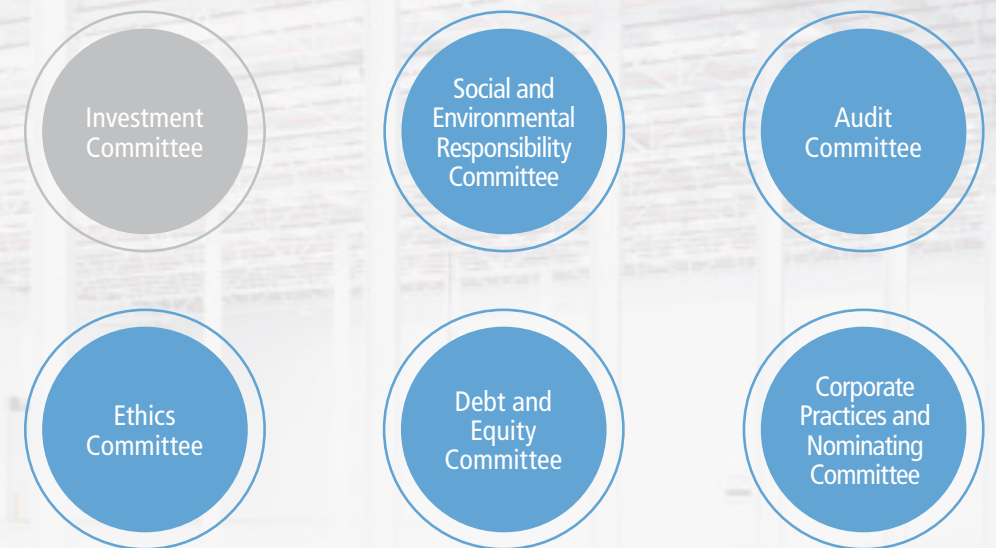 Investment
Committee
Social and
Environmental
Responsibility
Committee
Audit
Committee
Ethics
Committee
Debt and
Equity
Committee
Corporate
Practices and
Nominating
Committee